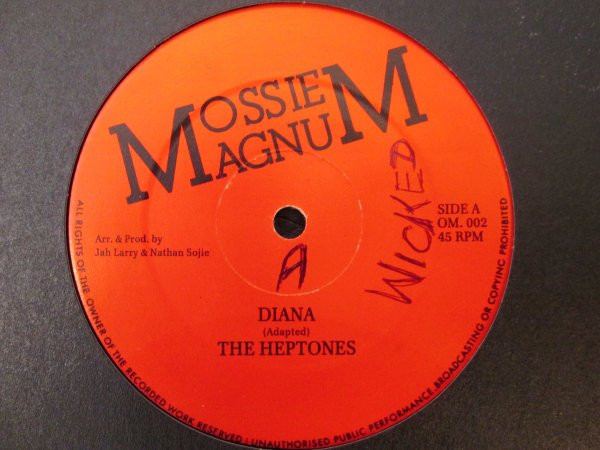 MOSSIE
MAGNUM
Arr. & Prod. by
Jah Larry & Nathan Sojie
SIDE A
OM. 002
45 RPM
WICKED
A
DIANA
(Adapted)
THE HEPTONES
ALL RIGHTS OF THE OWNER OF THE RECORDED WORK RESERVED : UNAUTHORISED PUBLIC PERFORMANCE, BROADCASTING OR COPYING PROHIBITED